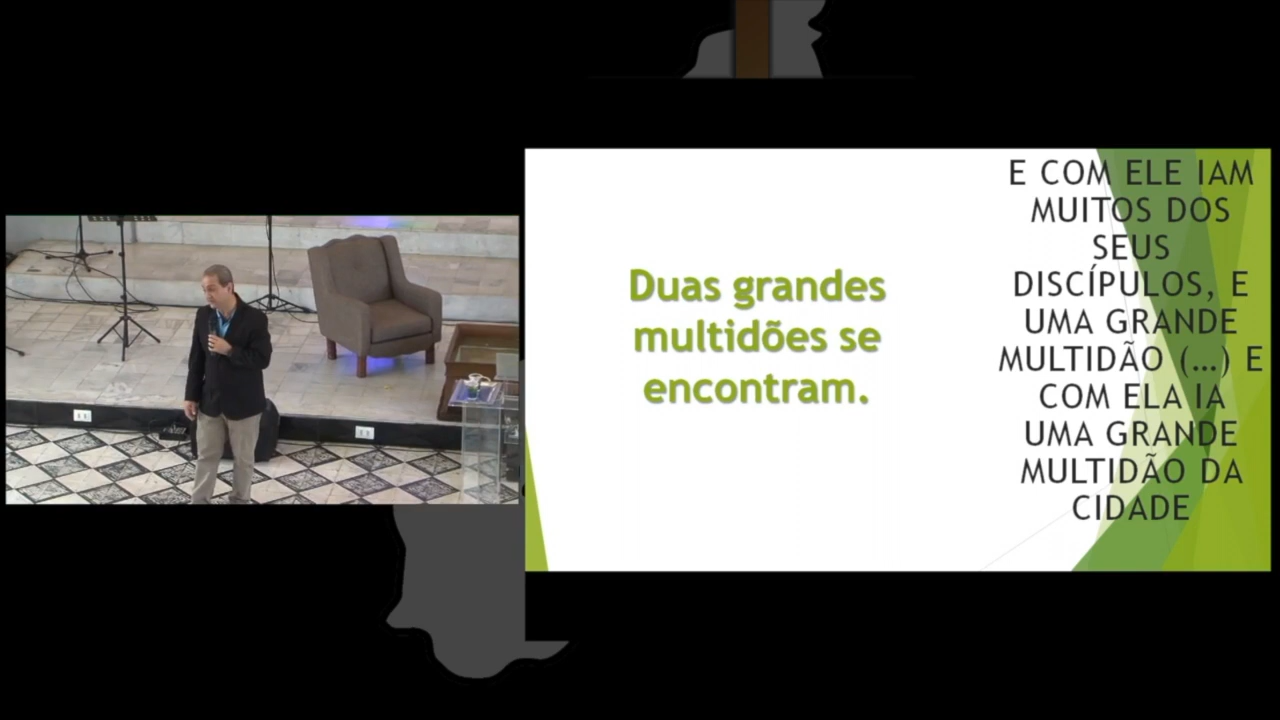 Duas grandes
multidões se
encontram.
E COM ELE IAM
MUITOS DOS
SEUS
DISCÍPULOS, E
UMA GRANDE
MULTIDÃO (...) E
COM ELA IA
UMA GRANDE
MULTIDÃO DA
CIDADE